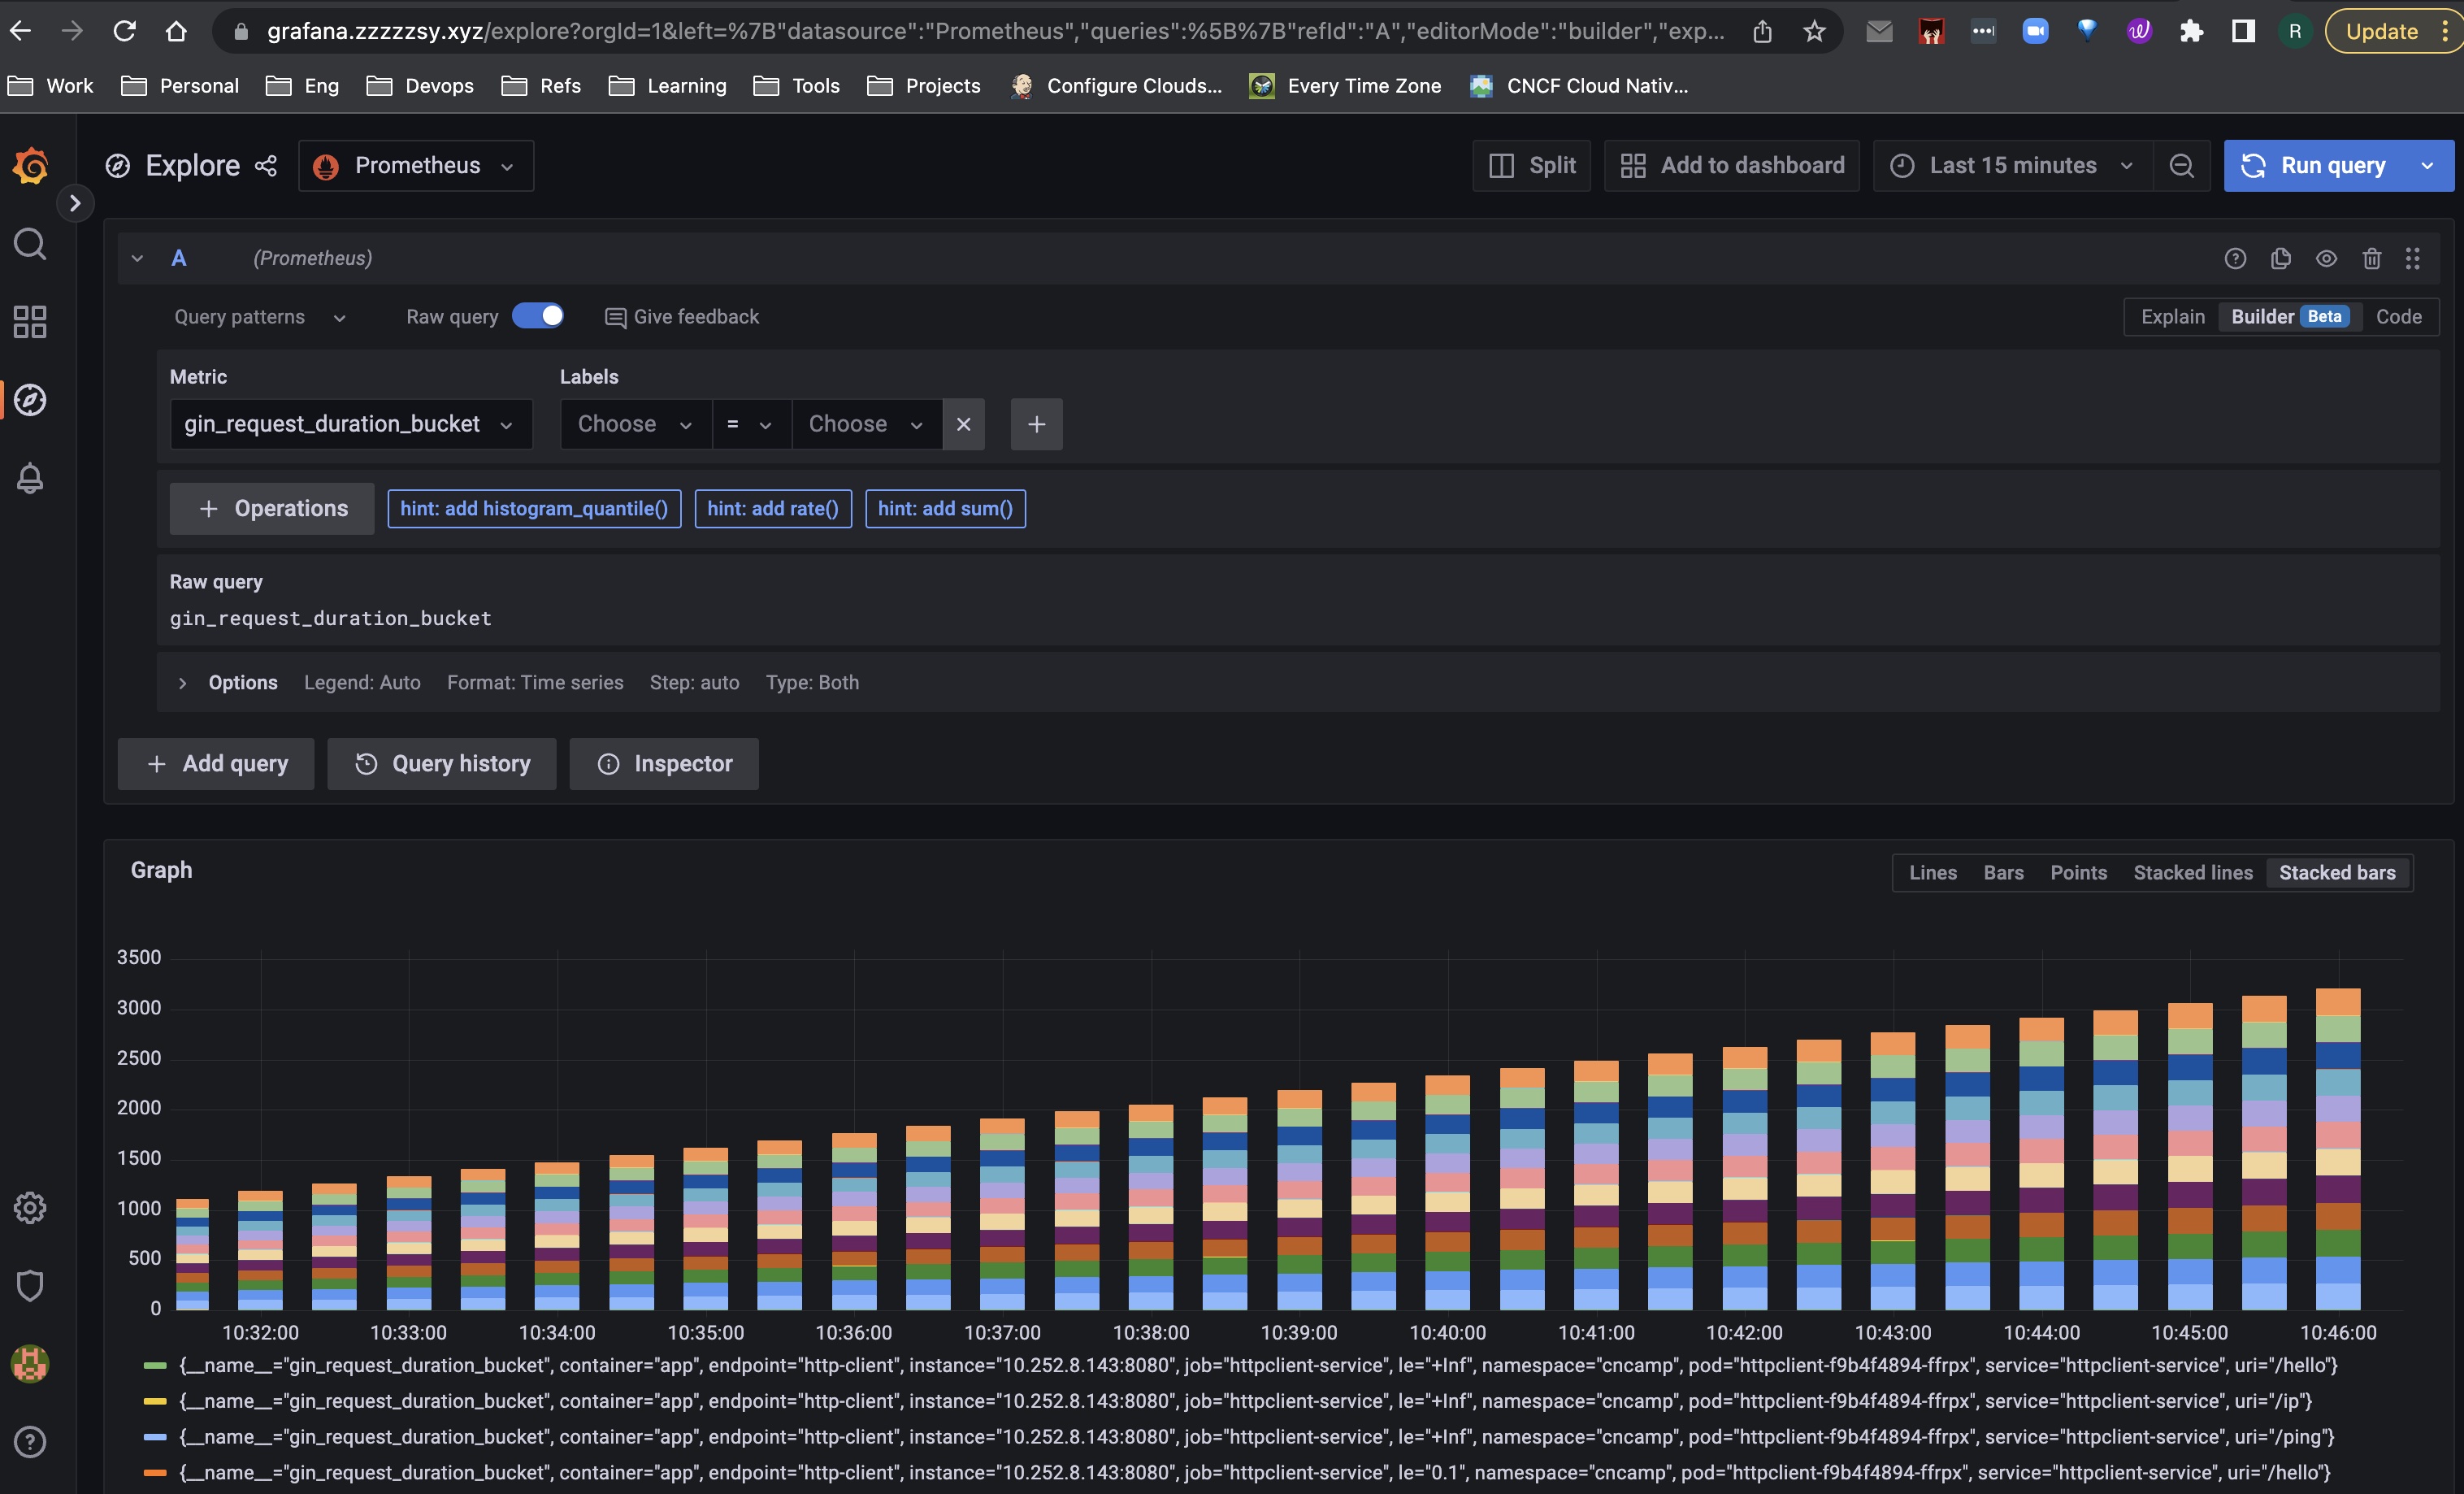 grafana.zzzzzsy.xyz/explore?orgId=1&left=%7B"datasource":"Prometheus","queries":%5B%7B"refId":"A","editorMode":"builder","exp...
R
Update
Work Personal Eng Devops Refs Learning Tools Projects Configure Clouds... Every Time Zone CNCF Cloud Nativ...
Explore Prometheus Split Add to dashboard Last 15 minutes Run query
A (Prometheus)
Query patterns Raw query Give feedback Explain Builder Beta Code
Metric Labels
gin_request_duration_bucket Choose = Choose
+ Operations hint: add histogram_quantile() hint: add rate() hint: add sum()
Raw query
gin_request_duration_bucket
Options Legend: Auto Format: Time series Step: auto Type: Both
+ Add query Query history Inspector
Graph Lines Bars Points Stacked lines Stacked bars
3500
3000
2500
2000
1500
1000
500
0
10:32:00 10:33:00 10:34:00 10:35:00 10:36:00 10:37:00 10:38:00 10:39:00 10:40:00 10:41:00 10:42:00 10:43:00 10:44:00 10:45:00 10:46:00
{__name__="gin_request_duration_bucket", container="app", endpoint="http-client", instance="10.252.8.143:8080", job="httpclient-service", le="+Inf", namespace="cncamp", pod="httpclient-f9b4f4894-ffrpx", service="httpclient-service", uri="/hello"}
{__name__="gin_request_duration_bucket", container="app", endpoint="http-client", instance="10.252.8.143:8080", job="httpclient-service", le="+Inf", namespace="cncamp", pod="httpclient-f9b4f4894-ffrpx", service="httpclient-service", uri="/ip"}
{__name__="gin_request_duration_bucket", container="app", endpoint="http-client", instance="10.252.8.143:8080", job="httpclient-service", le="+Inf", namespace="cncamp", pod="httpclient-f9b4f4894-ffrpx", service="httpclient-service", uri="/ping"}
{__name__="gin_request_duration_bucket", container="app", endpoint="http-client", instance="10.252.8.143:8080", job="httpclient-service", le="0.1", namespace="cncamp", pod="httpclient-f9b4f4894-ffrpx", service="httpclient-service", uri="/hello"}